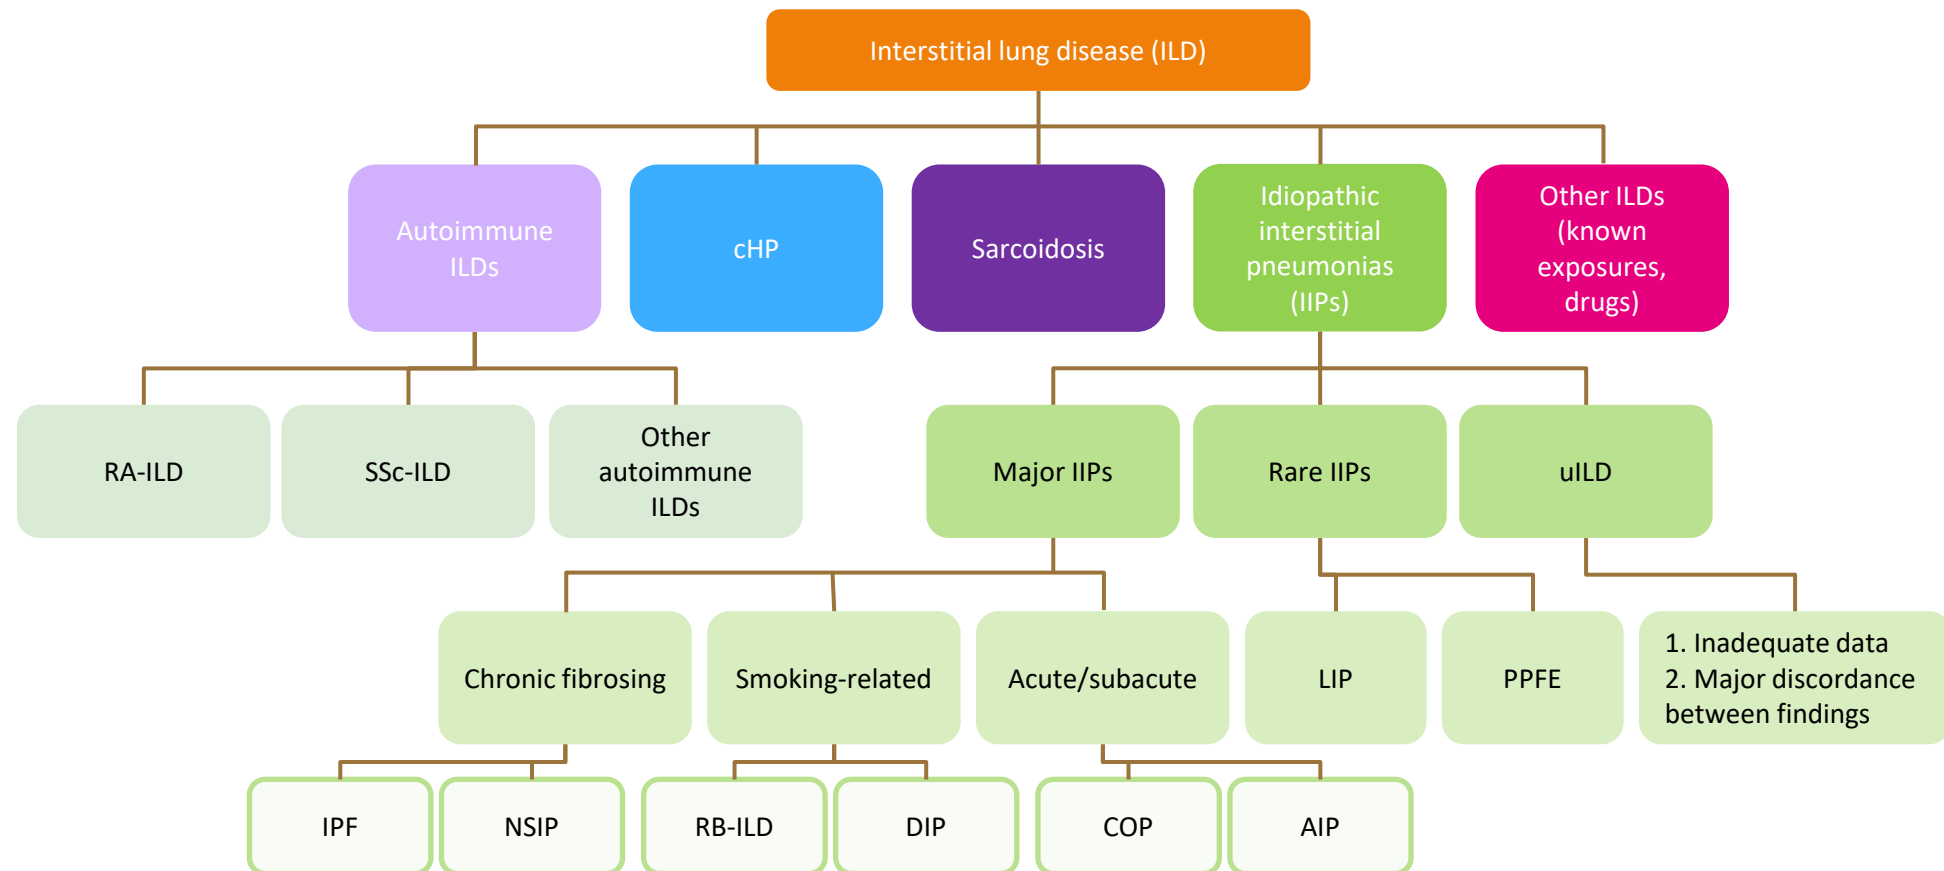 Interstitial lung disease (ILD)
Autoimmune
ILDs
cHP
Sarcoidosis
Idiopathic
interstitial
pneumonias
(IIPs)
Other ILDs
(known
exposures,
drugs)
RA-ILD
SSc-ILD
Other
autoimmune
ILDs
Major IIPs
Rare IIPs
uILD
Chronic fibrosing
Smoking-related
Acute/subacute
LIP
PPFE
1. Inadequate data
2. Major discordance
between findings
IPF
NSIP
RB-ILD
DIP
COP
AIP